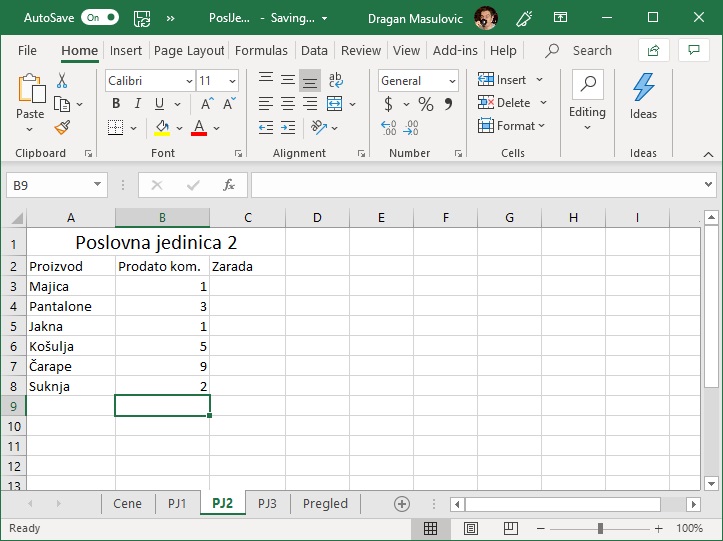 AutoSave On PoslJe... - Saving... Dragan Masulovic
File Home Insert Page Layout Formulas Data Review View Add-ins Help Search
Calibri 11 General Insert
Paste B I U A A $ % Delete Editing Ideas
A Format
Clipboard Font Alignment Number Cells Ideas
B9 fx
A B C D E F G H I
1 Poslovna jedinica 2
2 Proizvod Prodato kom. Zarada
3 Majica 1
4 Pantalone 3
5 Jakna 1
6 Košulja 5
7 Čarape 9
8 Suknja 2
9
10
11
12
13
Cene PJ1 PJ2 PJ3 Pregled
Ready 100%